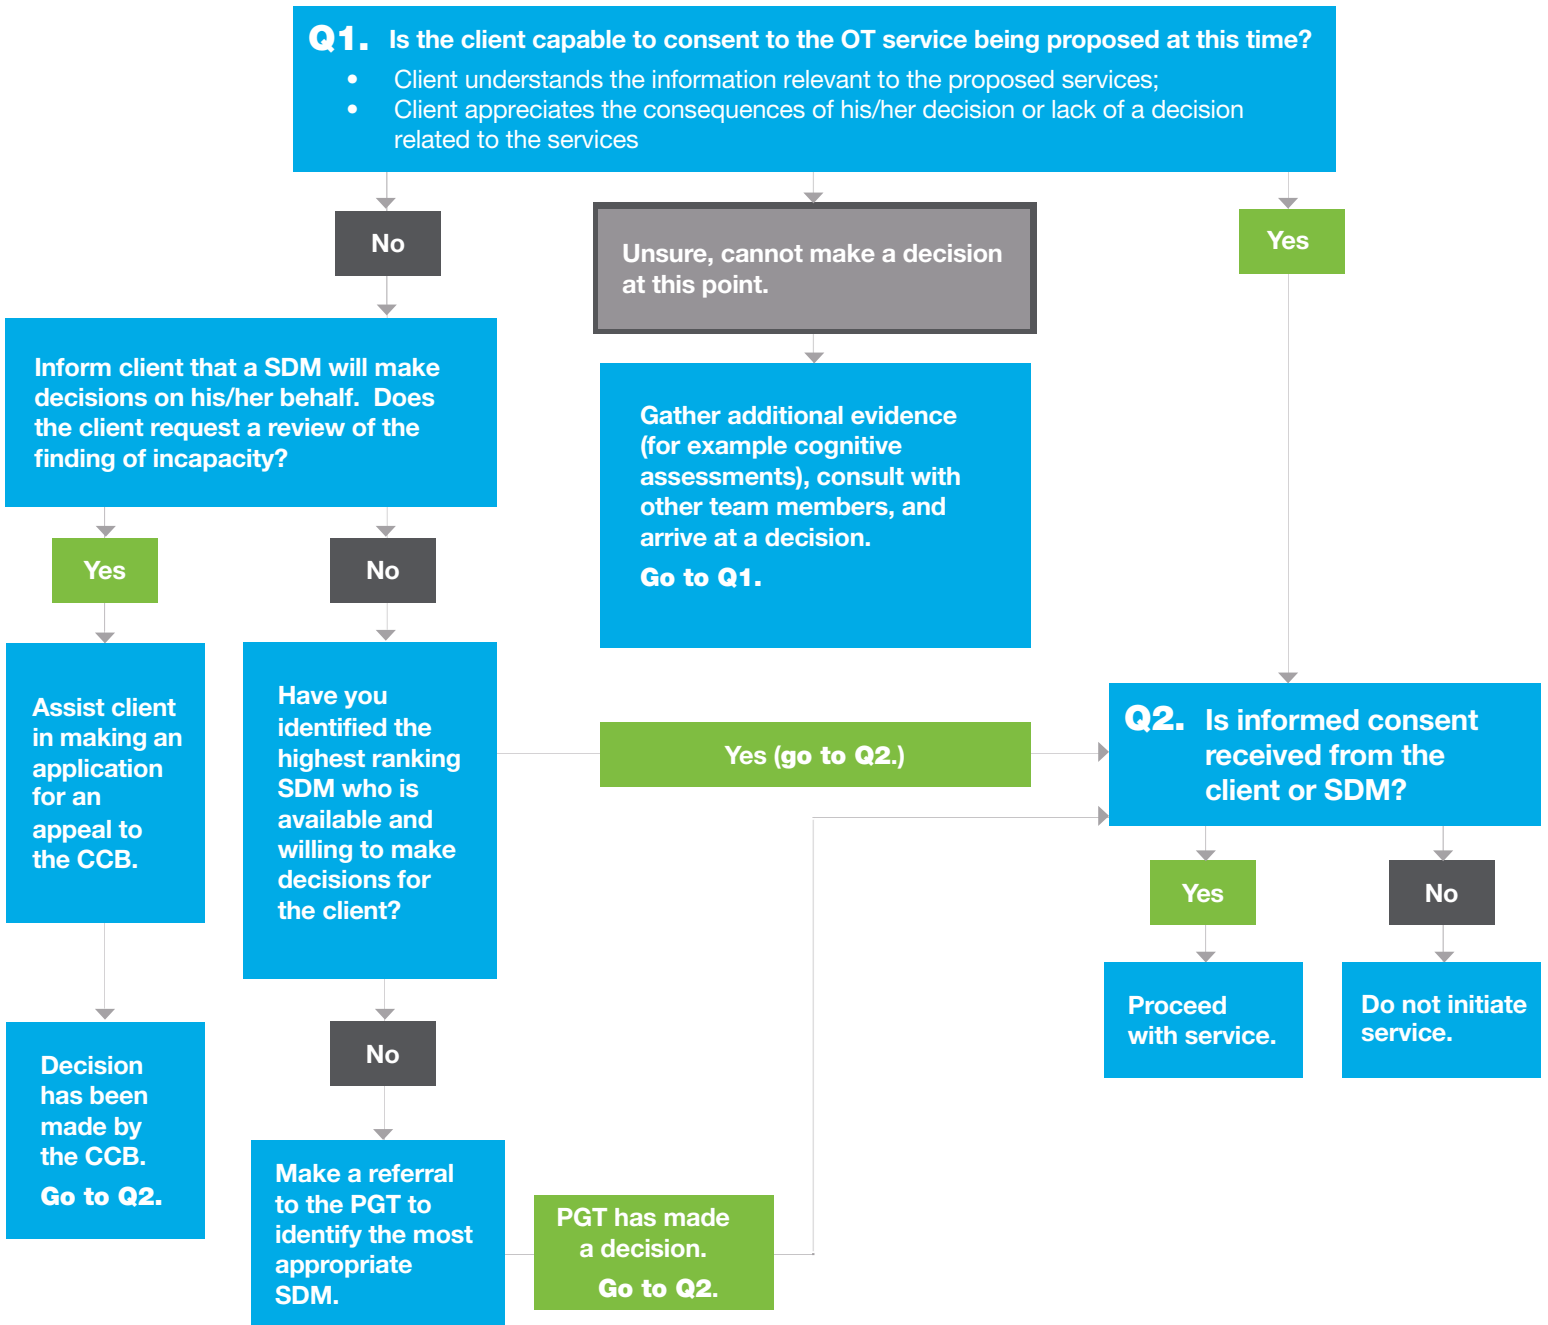 Q1. Is the client capable to consent to the OT service being proposed at this time?
• Client understands the information relevant to the proposed services;
• Client appreciates the consequences of his/her decision or lack of a decision
related to the services
No
Unsure, cannot make a decision
at this point.
Yes
Inform client that a SDM will make
decisions on his/her behalf. Does
the client request a review of the
finding of incapacity?
Gather additional evidence
(for example cognitive
assessments), consult with
other team members, and
arrive at a decision.
Go to Q1.
Yes
No
Assist client
in making an
application
for an
appeal to
the CCB.
Have you
identified the
highest ranking
SDM who is
available and
willing to make
decisions for
the client?
Yes (go to Q2.)
Q2. Is informed consent
received from the
client or SDM?
Yes
No
Proceed
with service.
Do not initiate
service.
Decision
has been
made by
the CCB.
Go to Q2.
No
Make a referral
to the PGT to
identify the most
appropriate
SDM.
PGT has made
a decision.
Go to Q2.